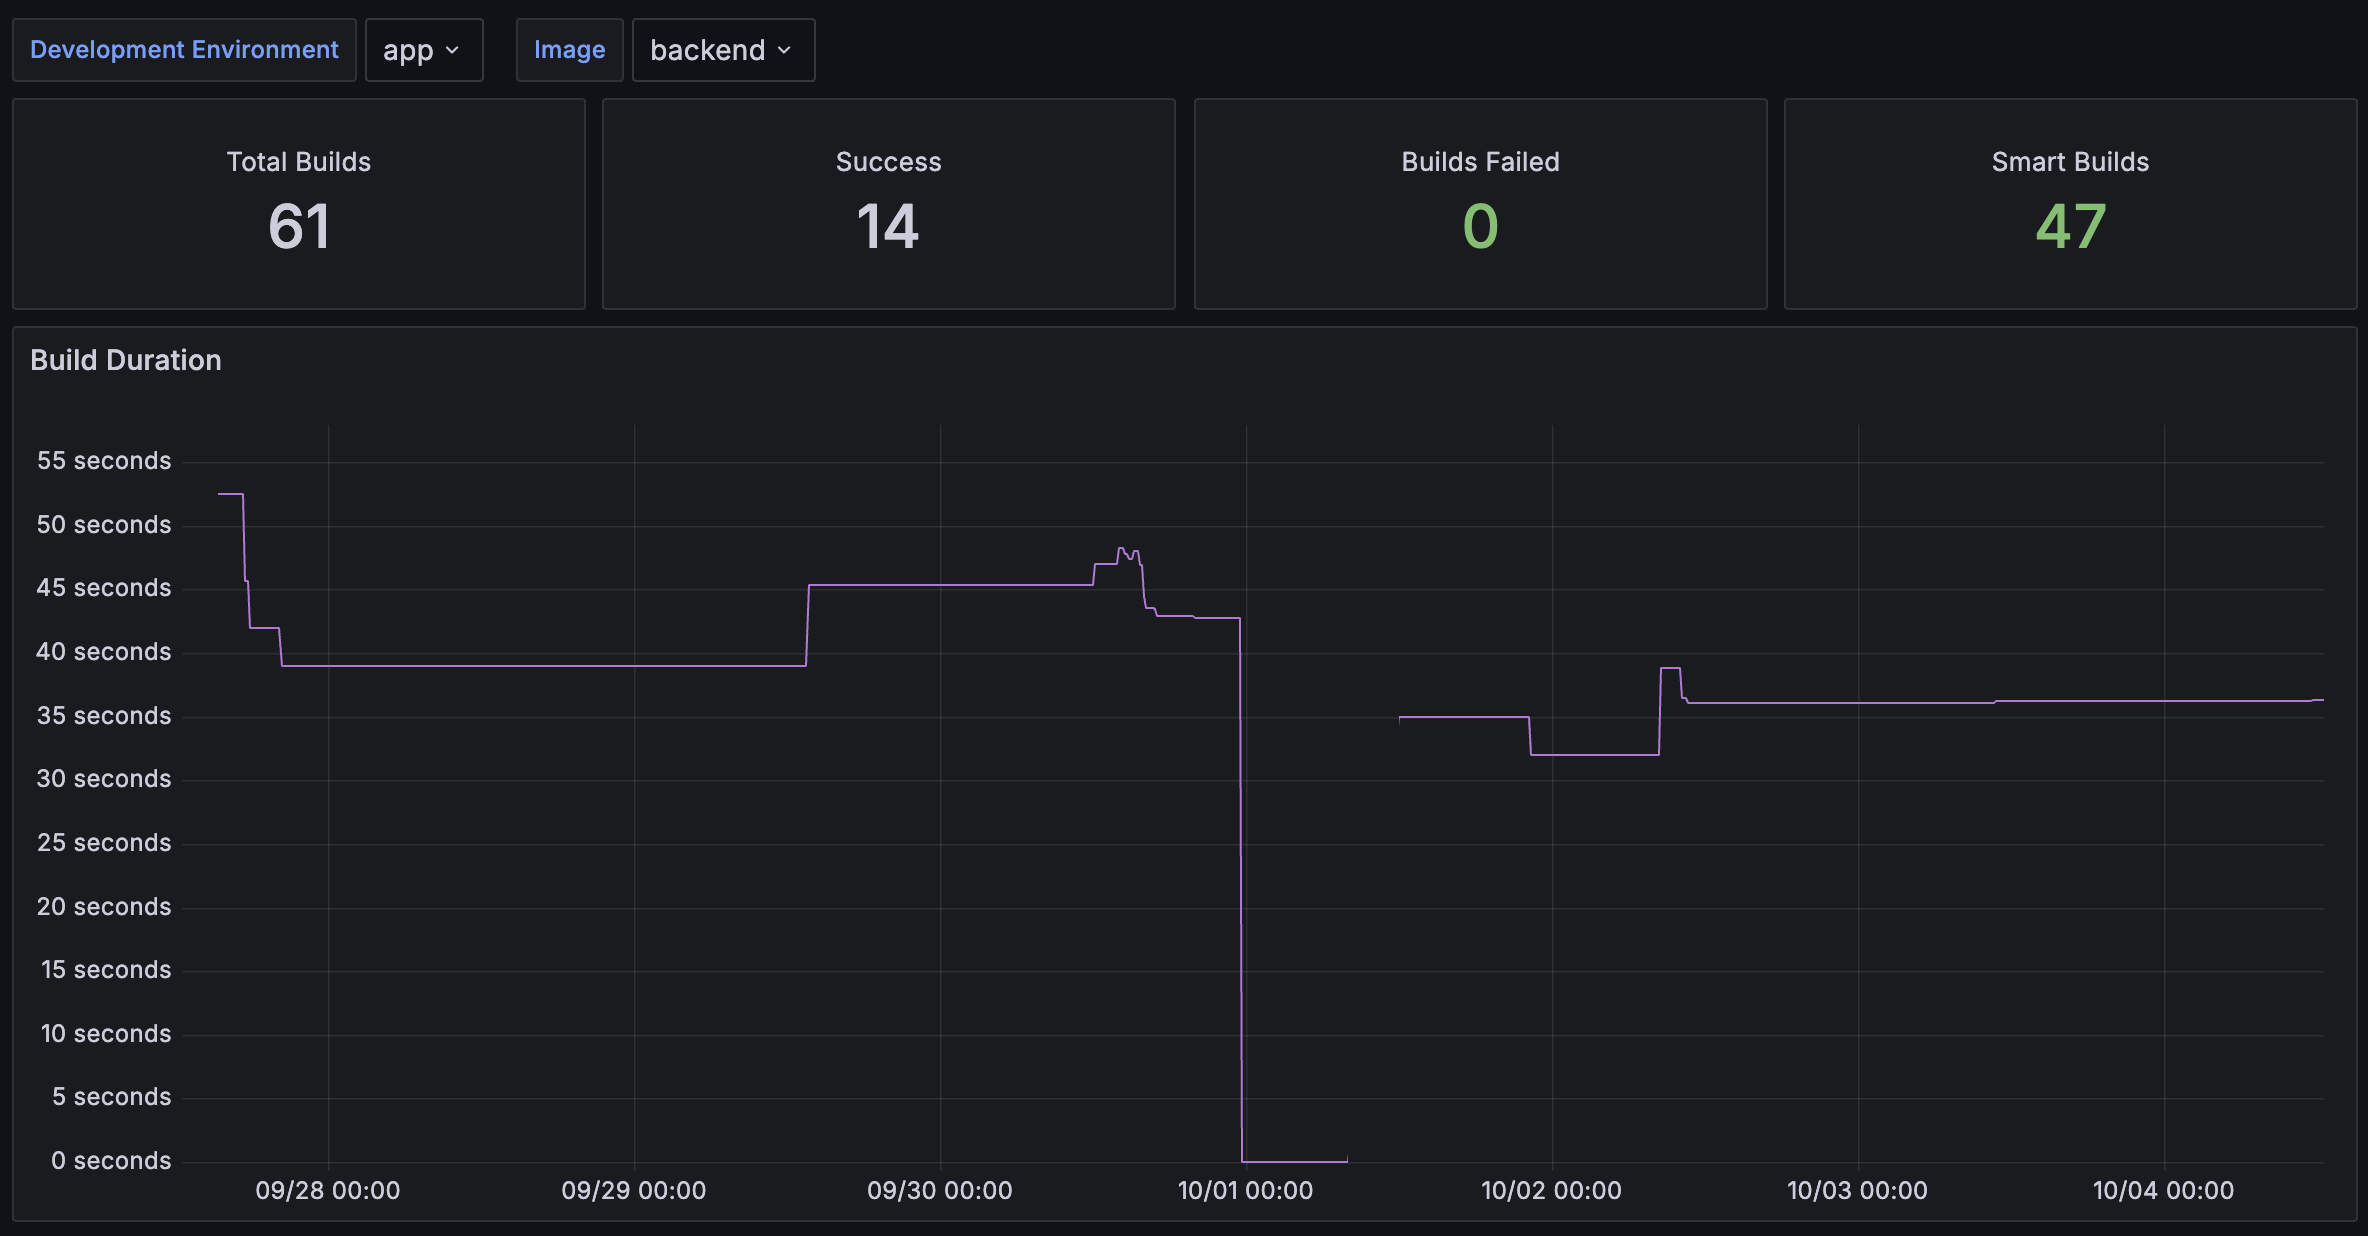 Development Environment app Image backend
Total Builds Success Builds Failed Smart Builds
61 14 0 47
Build Duration
55 seconds
50 seconds
45 seconds
40 seconds
35 seconds
30 seconds
25 seconds
20 seconds
15 seconds
10 seconds
5 seconds
0 seconds
09/28 00:00 09/29 00:00 09/30 00:00 10/01 00:00 10/02 00:00 10/03 00:00 10/04 00:00